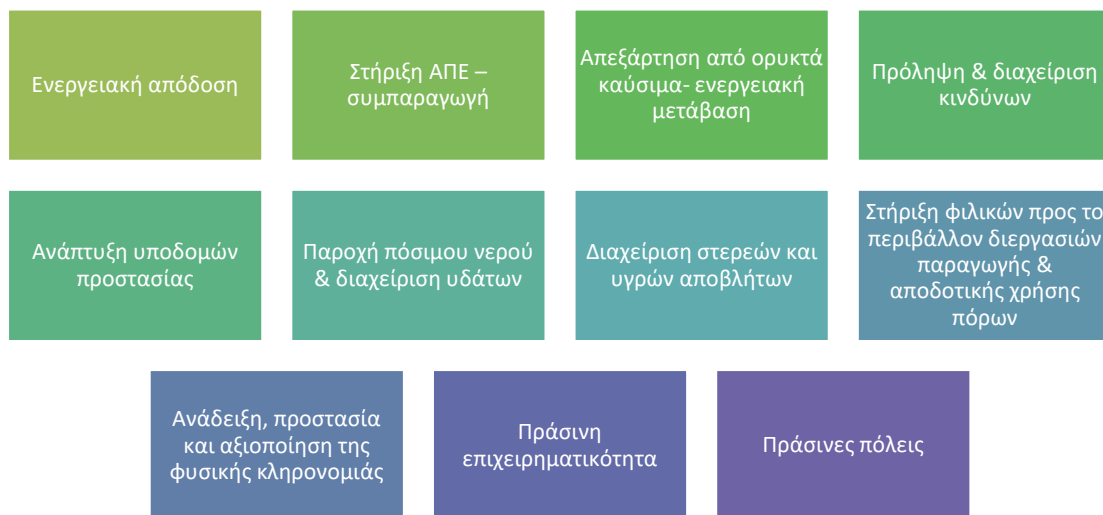 Ενεργειακή απόδοση
Στήριξη ΑΠΕ –
συμπαραγωγή
Απεξάρτηση από ορυκτά
καύσιμα- ενεργειακή
μετάβαση
Πρόληψη & διαχείριση
κινδύνων
Ανάπτυξη υποδομών
προστασίας
Παροχή πόσιμου νερού
& διαχείριση υδάτων
Διαχείριση στερεών και
υγρών αποβλήτων
Στήριξη φιλικών προς το
περιβάλλον διεργασιών
παραγωγής &
αποδοτικής χρήσης
πόρων
Ανάδειξη, προστασία
και αξιοποίηση της
φυσικής κληρονομιάς
Πράσινη
επιχειρηματικότητα
Πράσινες πόλεις